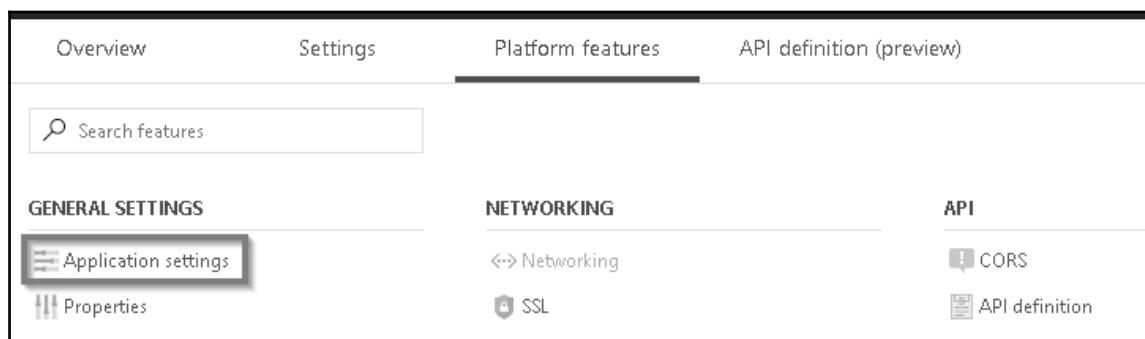 Overview Settings Platform features API definition (preview)
Search features
GENERAL SETTINGS NETWORKING API
Application settings Networking CORS
Properties SSL API definition